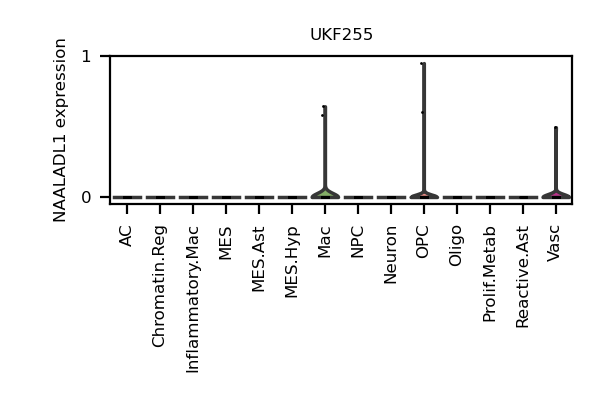 UKF255
NAALADL1 expression
1
0
AC
Chromatin.Reg
Inflammatory.Mac
MES
MES.Ast
MES.Hyp
Mac
NPC
Neuron
OPC
Oligo
Prolif.Metab
Reactive.Ast
Vasc